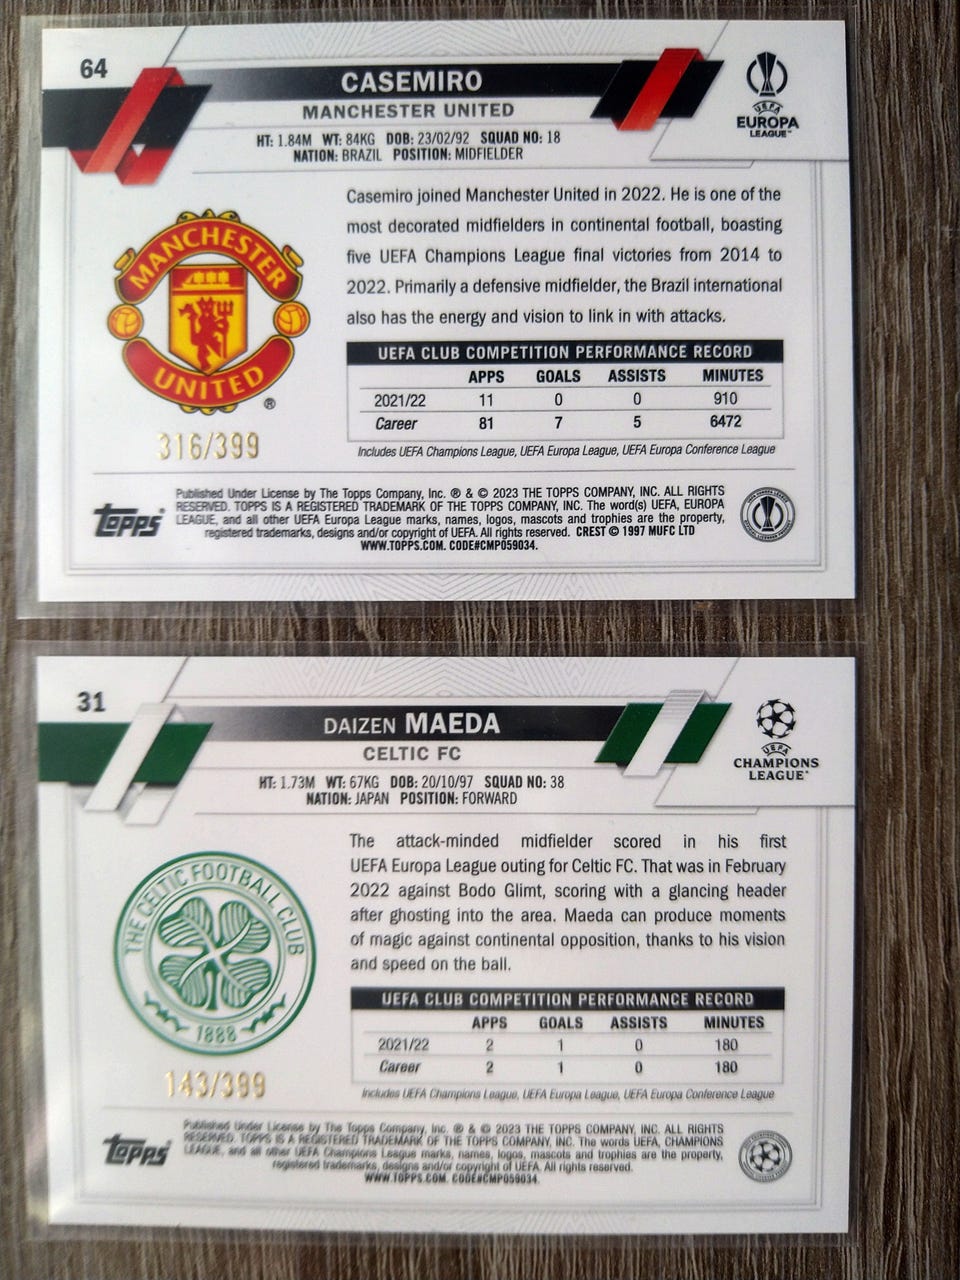 64
CASEMIRO
MANCHESTER UNITED
HT: 1.84M WT: 84KG DOB: 23/02/92 SQUAD NO: 18
NATION: BRAZIL POSITION: MIDFIELDER
UEFA
EUROPA
LEAGUE™
Casemiro joined Manchester United in 2022. He is one of the
most decorated midfielders in continental football, boasting
five UEFA Champions League final victories from 2014 to
2022. Primarily a defensive midfielder, the Brazil international
also has the energy and vision to link in with attacks.
MANCHESTER
UNITED
®
316/399
UEFA CLUB COMPETITION PERFORMANCE RECORD
APPS GOALS ASSISTS MINUTES
2021/22 11 0 0 910
Career 81 7 5 6472
Includes UEFA Champions League, UEFA Europa League, UEFA Europa Conference League
Topps®
Published Under License by The Topps Company, Inc. ® & © 2023 THE TOPPS COMPANY, INC. ALL RIGHTS
RESERVED. TOPPS IS A REGISTERED TRADEMARK OF THE TOPPS COMPANY, INC. The word(s) UEFA, EUROPA
LEAGUE, and all other UEFA Europa League marks, names, logos, mascots and trophies are the property,
registered trademarks, designs and/or copyright of UEFA. All rights reserved. CREST © 1997 MUFC LTD
WWW.TOPPS.COM. CODE#CMP059034.
31
DAIZEN MAEDA
CELTIC FC
HT: 1.73M WT: 67KG DOB: 20/10/97 SQUAD NO: 38
NATION: JAPAN POSITION: FORWARD
UEFA
CHAMPIONS
LEAGUE®
The attack-minded midfielder scored in his first
UEFA Europa League outing for Celtic FC. That was in February
2022 against Bodo Glimt, scoring with a glancing header
after ghosting into the area. Maeda can produce moments
of magic against continental opposition, thanks to his vision
and speed on the ball.
THE CELTIC FOOTBALL CLUB
1888
143/399
UEFA CLUB COMPETITION PERFORMANCE RECORD
APPS GOALS ASSISTS MINUTES
2021/22 2 1 0 180
Career 2 1 0 180
Includes UEFA Champions League, UEFA Europa League, UEFA Europa Conference League
Topps®
Published Under License by The Topps Company, Inc. ® & © 2023 THE TOPPS COMPANY, INC. ALL RIGHTS
RESERVED. TOPPS IS A REGISTERED TRADEMARK OF THE TOPPS COMPANY, INC. The words UEFA, CHAMPIONS
LEAGUE, and all other UEFA Champions League marks, names, logos, mascots and trophies are the property,
registered trademarks, designs and/or copyright of UEFA. All rights reserved.
WWW.TOPPS.COM. CODE#CMP059034.